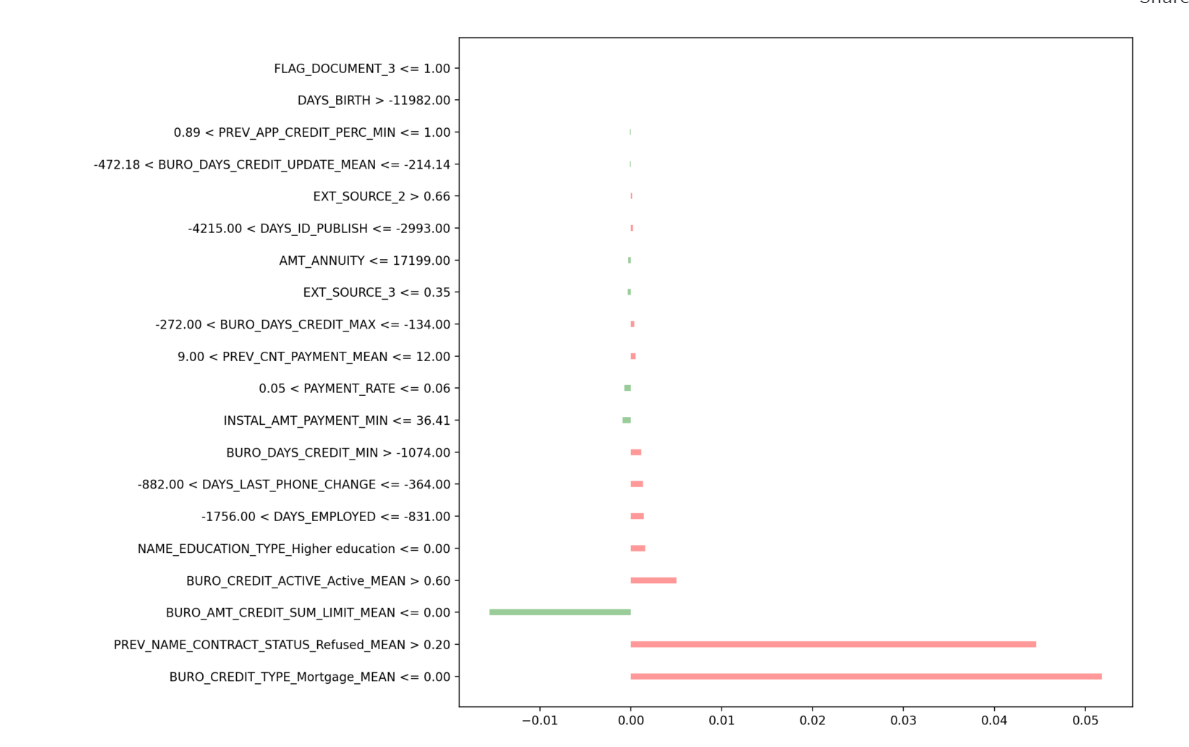 Share
FLAG_DOCUMENT_3 <= 1.00
DAYS_BIRTH > -11982.00
0.89 < PREV_APP_CREDIT_PERC_MIN <= 1.00
-472.18 < BURO_DAYS_CREDIT_UPDATE_MEAN <= -214.14
EXT_SOURCE_2 > 0.66
-4215.00 < DAYS_ID_PUBLISH <= -2993.00
AMT_ANNUITY <= 17199.00
EXT_SOURCE_3 <= 0.35
-272.00 < BURO_DAYS_CREDIT_MAX <= -134.00
9.00 < PREV_CNT_PAYMENT_MEAN <= 12.00
0.05 < PAYMENT_RATE <= 0.06
INSTAL_AMT_PAYMENT_MIN <= 36.41
BURO_DAYS_CREDIT_MIN > -1074.00
-882.00 < DAYS_LAST_PHONE_CHANGE <= -364.00
-1756.00 < DAYS_EMPLOYED <= -831.00
NAME_EDUCATION_TYPE_Higher education <= 0.00
BURO_CREDIT_ACTIVE_Active_MEAN > 0.60
BURO_AMT_CREDIT_SUM_LIMIT_MEAN <= 0.00
PREV_NAME_CONTRACT_STATUS_Refused_MEAN > 0.20
BURO_CREDIT_TYPE_Mortgage_MEAN <= 0.00
−0.01 0.00 0.01 0.02 0.03 0.04 0.05